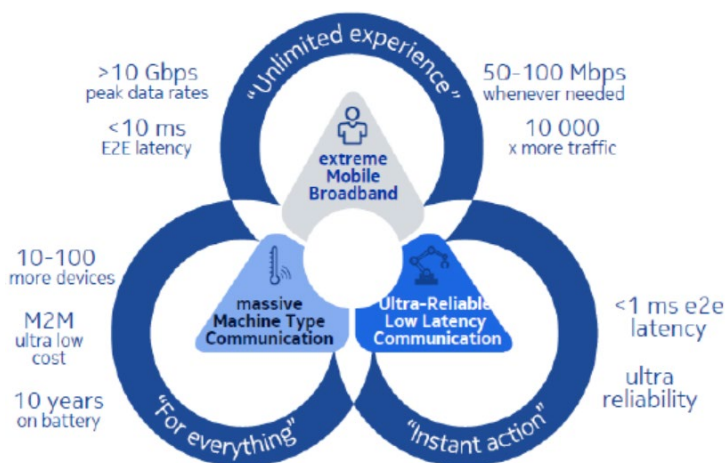 "Unlimited experience"
>10 Gbps
peak data rates
<10 ms
E2E latency
50-100 Mbps
whenever needed
10 000
x more traffic
extreme
Mobile
Broadband
10-100
more devices
M2M
ultra low
cost
10 years
on battery
massive
Machine Type
Communication
Ultra-Reliable
Low Latency
Communication
<1 ms e2e
latency
ultra
reliability
"For everything"
"Instant action"